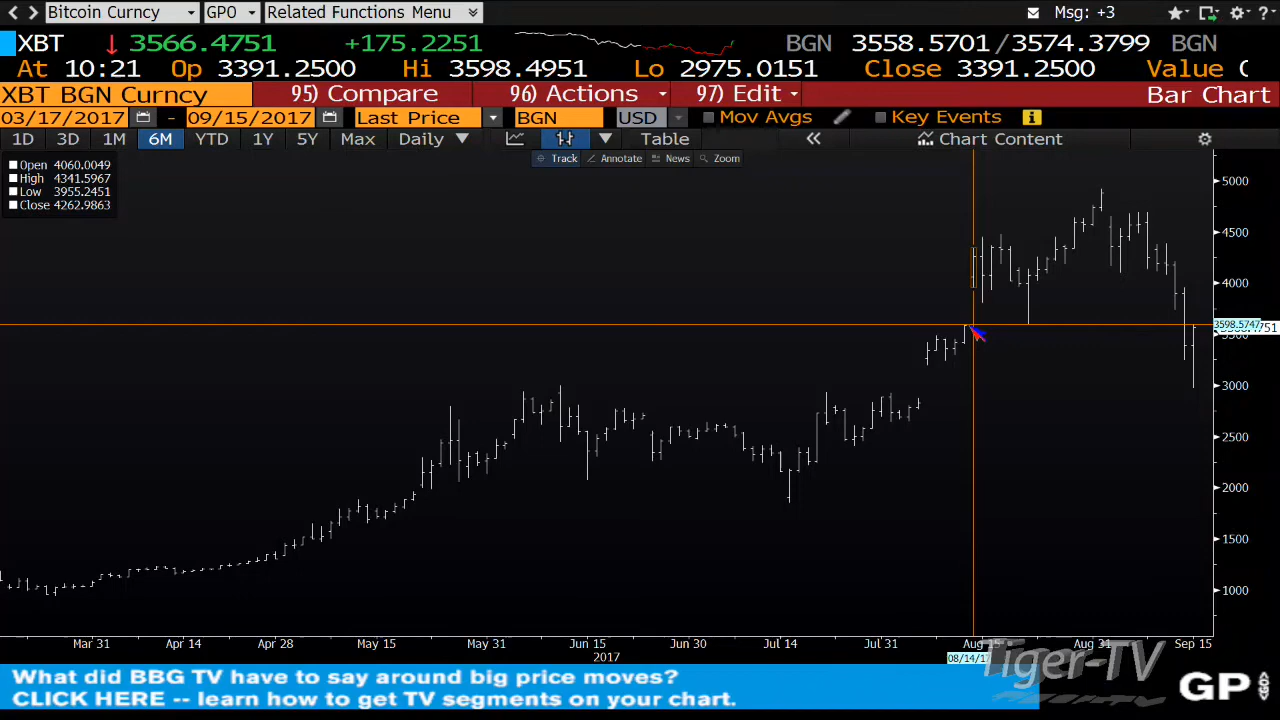 Bitcoin Curncy GPO Related Functions Menu Msg: +3 ?
XBT 3566.4751 +175.2251 BGN 3558.5701/3574.3799 BGN
At 10:21 Op 3391.2500 Hi 3598.4951 Lo 2975.0151 Close 3391.2500 Value
XBT BGN Curncy 95) Compare 96) Actions 97) Edit Bar Chart
03/17/2017 - 09/15/2017 Last Price BGN USD Mov Avgs Key Events i
1D 3D 1M 6M YTD 1Y 5Y Max Daily Table Chart Content
Track Annotate News Zoom
Open 4060.0049
High 4341.5967
Low 3955.2451
Close 4262.9863
5000
4500
4000
3598.5747
3500
3000
2500
2000
1500
1000
Mar 31 Apr 14 Apr 28 May 15 May 31 Jun 15 Jun 30 Jul 14 Jul 31 Aug 15 Aug 31 Sep 15
2017 08/14/17
Tiger-TV
What did BBG TV have to say around big price moves?
CLICK HERE -- learn how to get TV segments on your chart.
GP